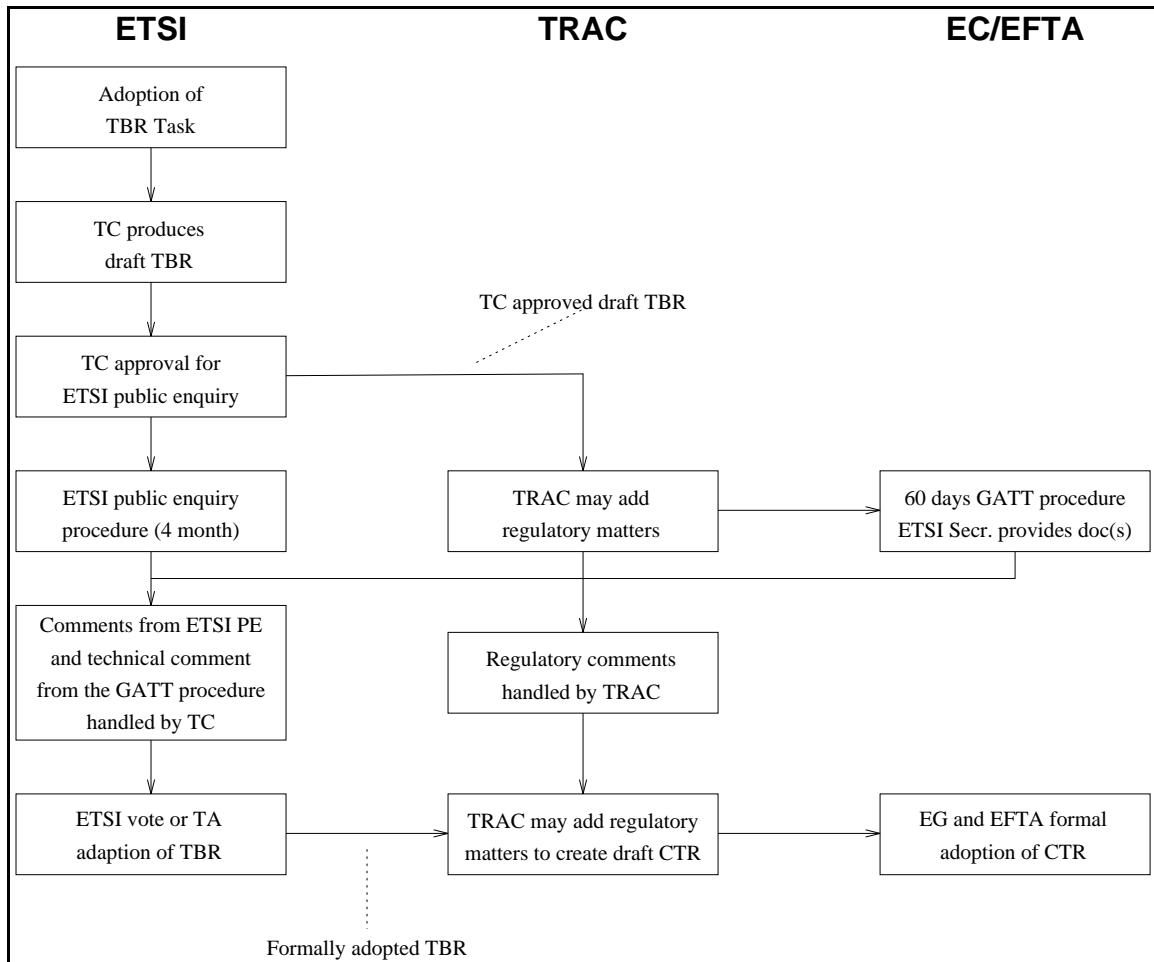 ETSI
TRAC
EC/EFTA
Adoption of
TBR Task
TC produces
draft TBR
TC approved draft TBR
TC approval for
ETSI public enquiry
ETSI public enquiry
procedure (4 month)
TRAC may add
regulatory matters
60 days GATT procedure
ETSI Secr. provides doc(s)
Comments from ETSI PE
and technical comment
from the GATT procedure
handled by TC
Regulatory comments
handled by TRAC
ETSI vote or TA
adaption of TBR
TRAC may add regulatory
matters to create draft CTR
EG and EFTA formal
adoption of CTR
Formally adopted TBR